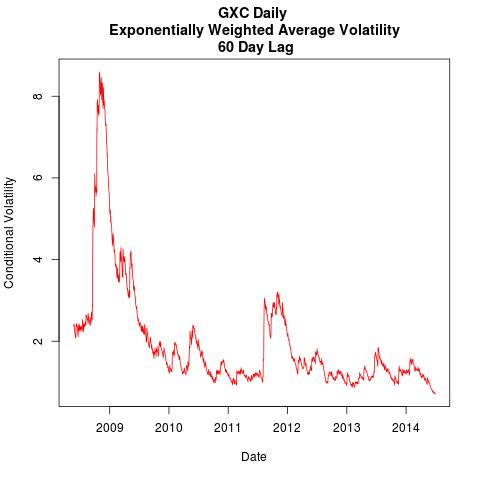 GXC Daily
Exponentially Weighted Average Volatility
60 Day Lag
Conditional Volatility
8
6
4
2
2009 2010 2011 2012 2013 2014
Date